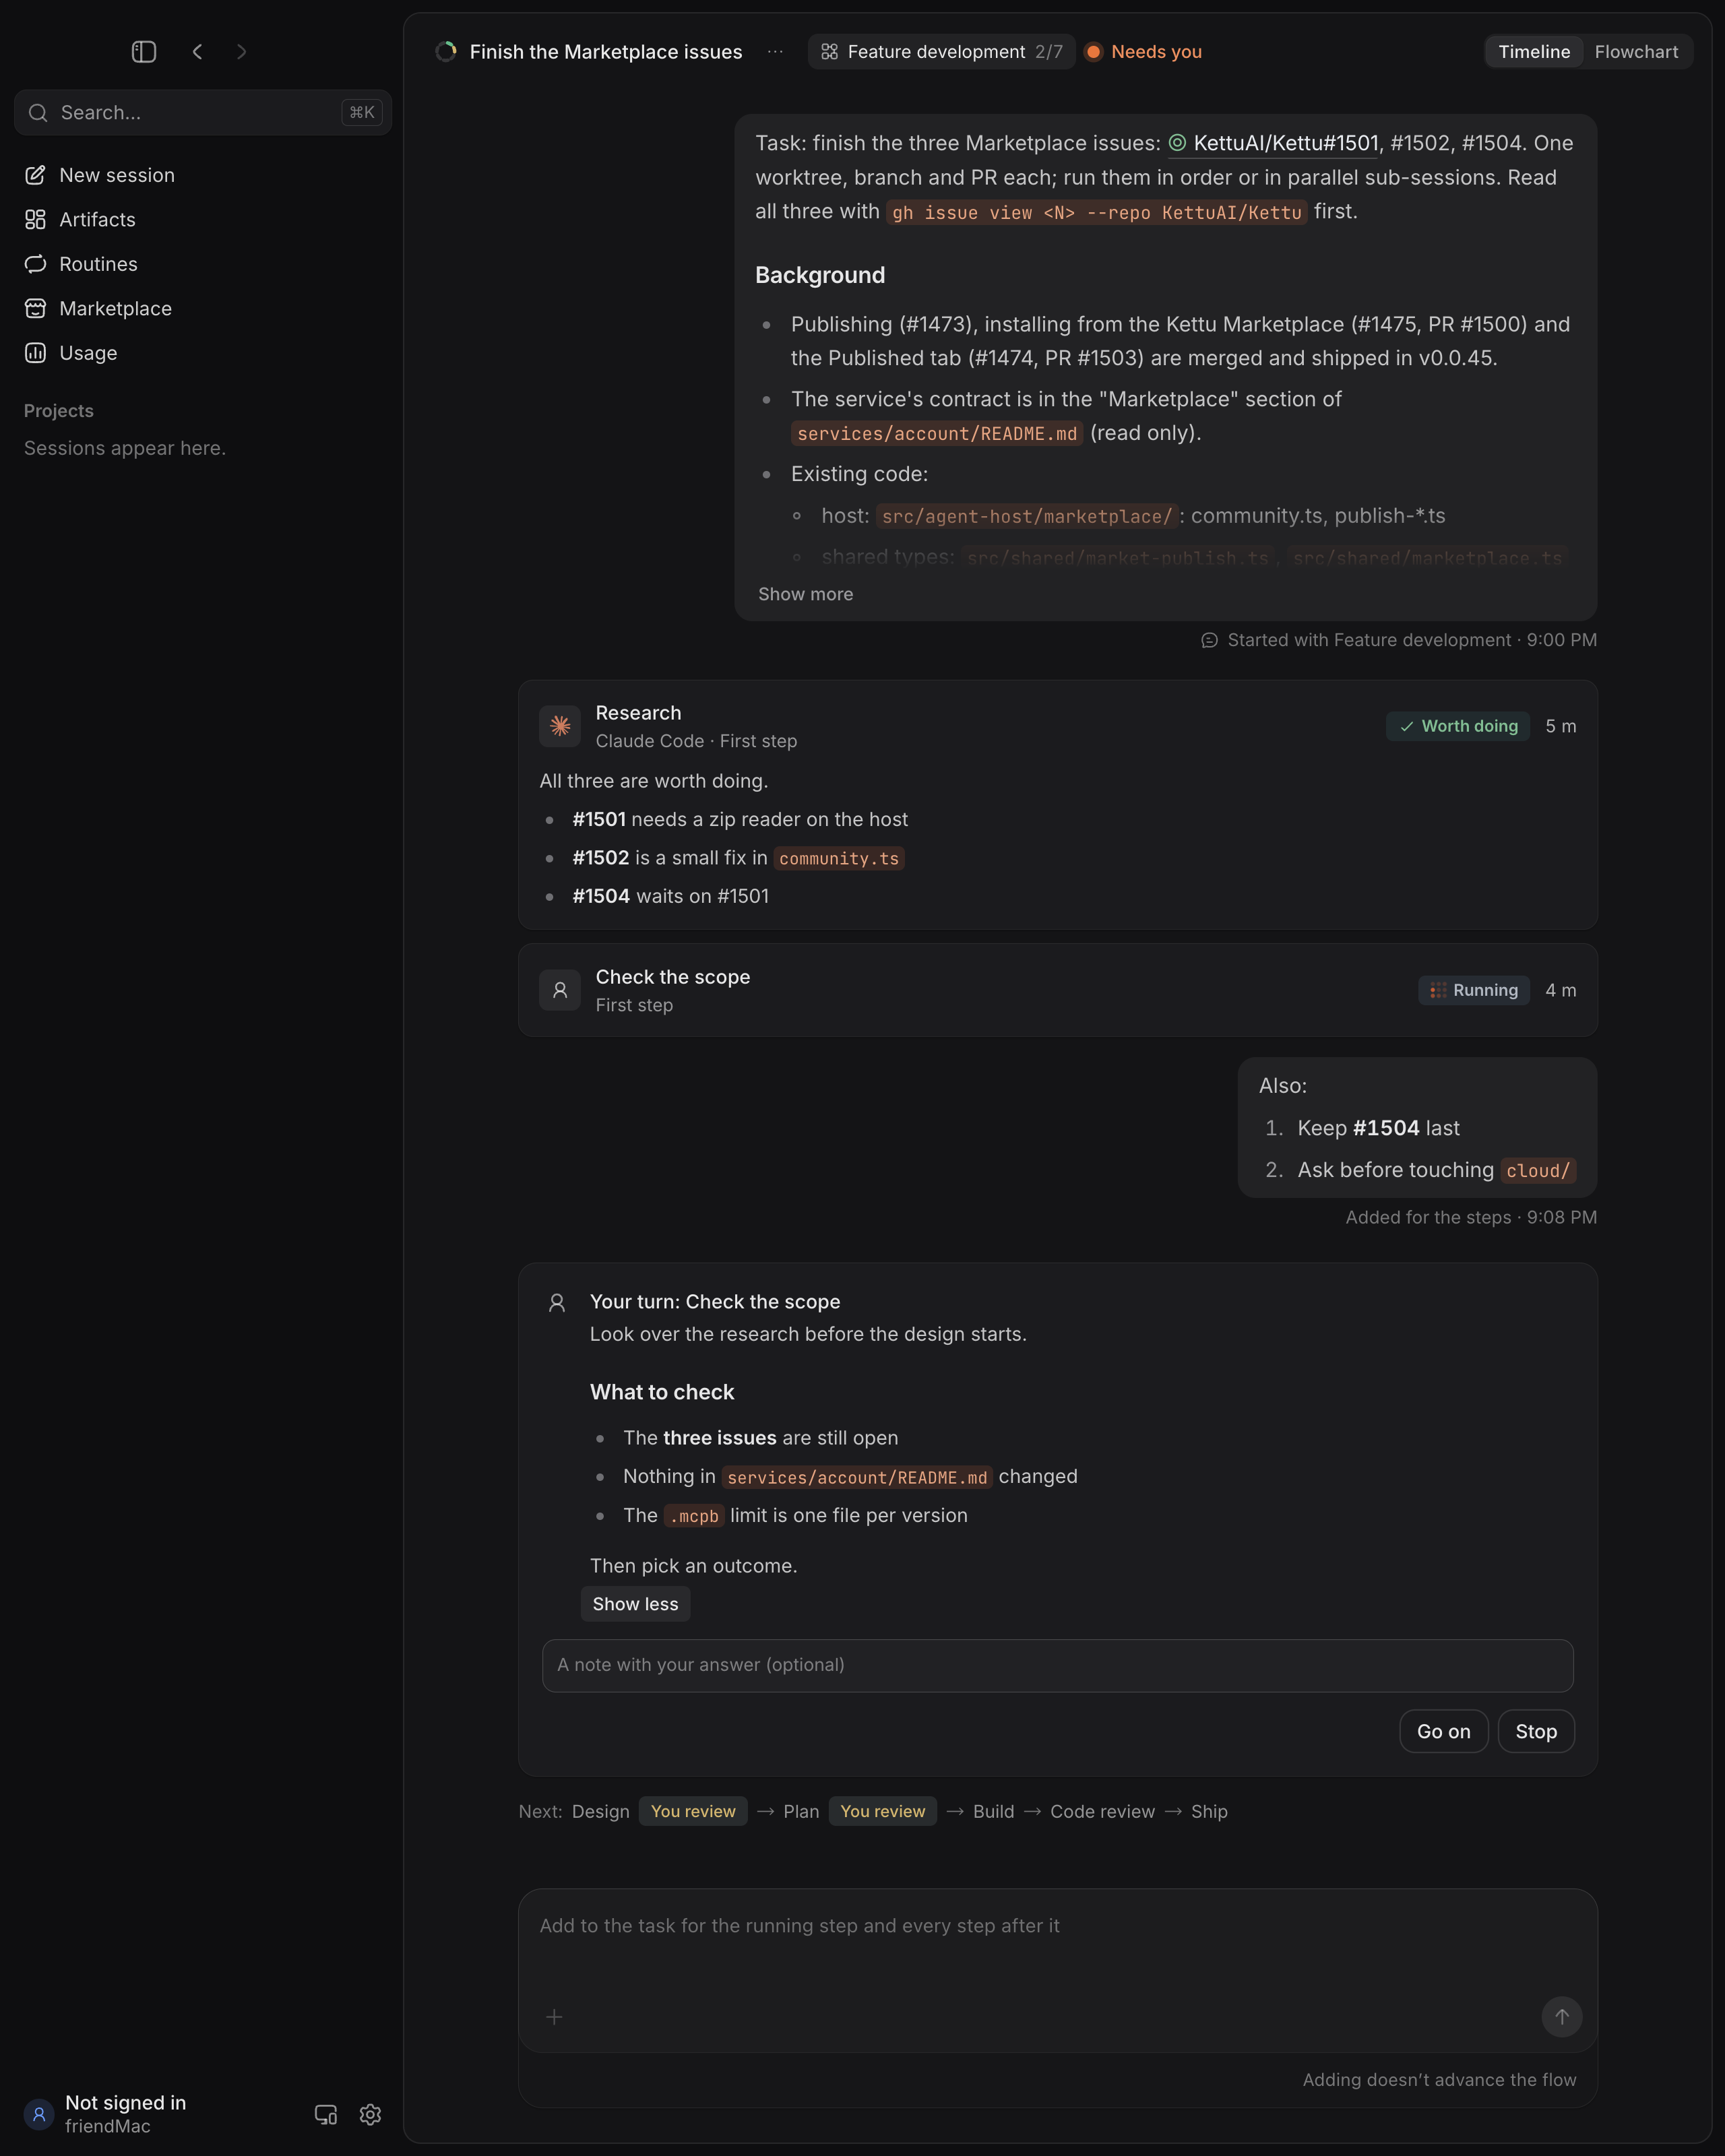 Finish the Marketplace issues ··· Feature development 2/7 Needs you Timeline Flowchart
Search... ⌘K
New session
Artifacts
Routines
Marketplace
Usage
Projects
Sessions appear here.
Not signed in
friendMac
Task: finish the three Marketplace issues: KettuAI/Kettu#1501, #1502, #1504. One
worktree, branch and PR each; run them in order or in parallel sub-sessions. Read
all three with gh issue view <N> --repo KettuAI/Kettu first.
Background
• Publishing (#1473), installing from the Kettu Marketplace (#1475, PR #1500) and
the Published tab (#1474, PR #1503) are merged and shipped in v0.0.45.
• The service's contract is in the "Marketplace" section of
services/account/README.md (read only).
• Existing code:
◦ host: src/agent-host/marketplace/: community.ts, publish-*.ts
◦ shared types: src/shared/market-publish.ts, src/shared/marketplace.ts
Show more
Started with Feature development · 9:00 PM
Research
Claude Code · First step
✓ Worth doing 5 m
All three are worth doing.
• #1501 needs a zip reader on the host
• #1502 is a small fix in community.ts
• #1504 waits on #1501
Check the scope
First step
Running 4 m
Also:
1. Keep #1504 last
2. Ask before touching cloud/
Added for the steps · 9:08 PM
Your turn: Check the scope
Look over the research before the design starts.
What to check
• The three issues are still open
• Nothing in services/account/README.md changed
• The .mcpb limit is one file per version
Then pick an outcome.
Show less
A note with your answer (optional)
Go on Stop
Next: Design You review → Plan You review → Build → Code review → Ship
Add to the task for the running step and every step after it
Adding doesn’t advance the flow